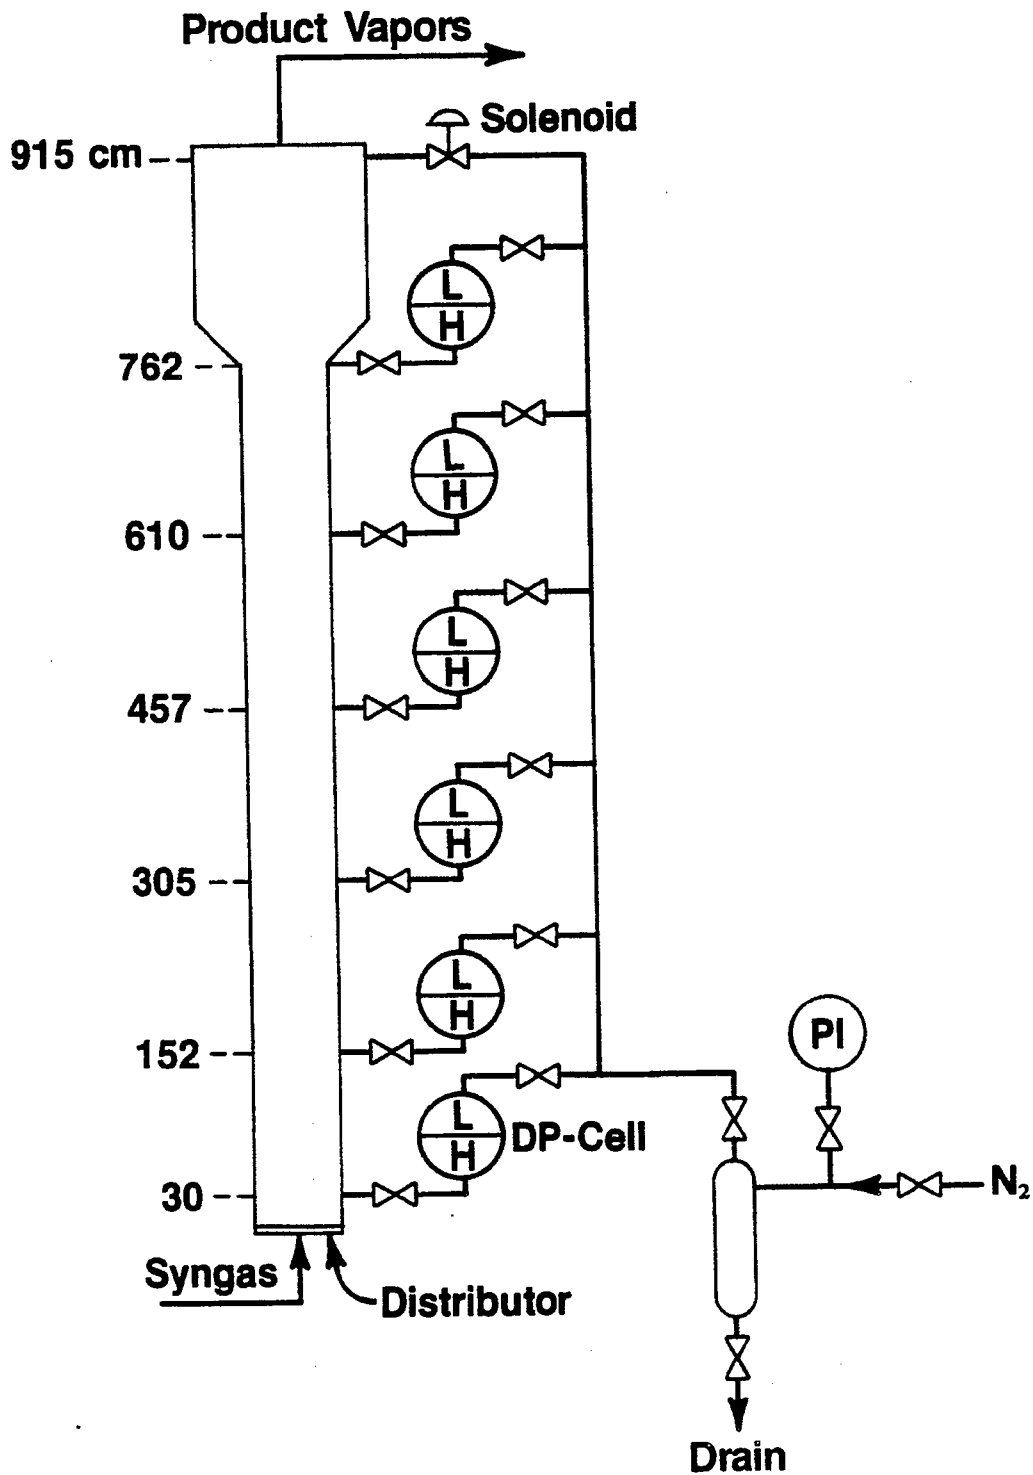 Product Vapors
Solenoid
915 cm
L
H
762
L
H
610
L
H
457
L
H
305
L
H
152
PI
L
H
DP-Cell
30
N₂
Syngas
Distributor
Drain